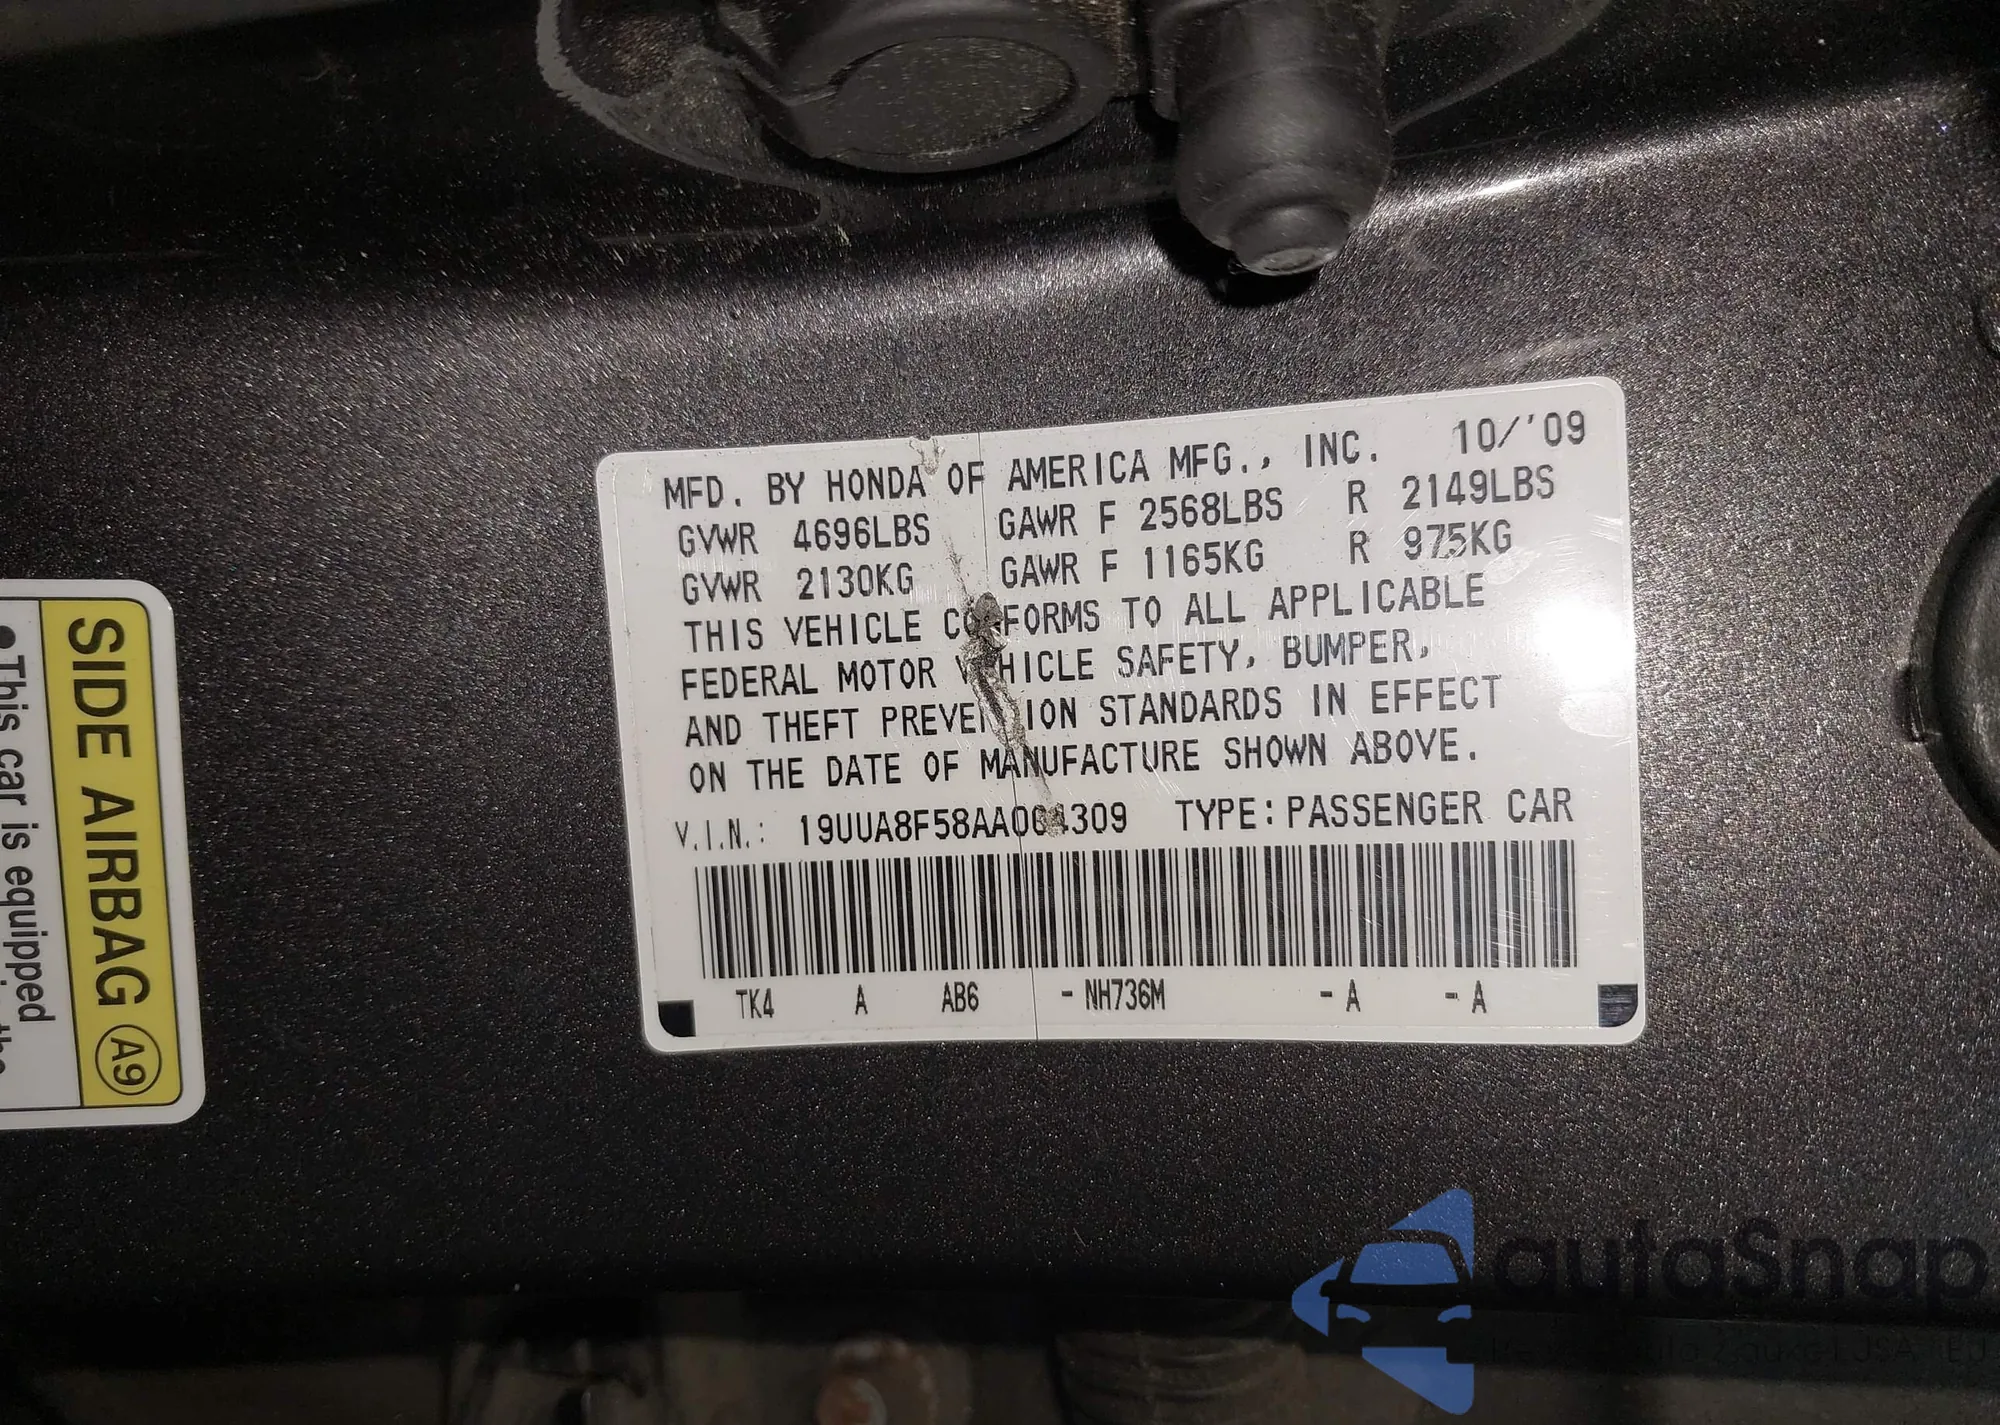 MFD. BY HONDA OF AMERICA MFG., INC. 10/'09
GVWR 4696LBS GAWR F 2568LBS R 2149LBS
GVWR 2130KG GAWR F 1165KG R 975KG
THIS VEHICLE CONFORMS TO ALL APPLICABLE
FEDERAL MOTOR VEHICLE SAFETY, BUMPER,
AND THEFT PREVENTION STANDARDS IN EFFECT
ON THE DATE OF MANUFACTURE SHOWN ABOVE.
V.I.N.: 19UUA8F58AA004309 TYPE: PASSENGER CAR
TK4 A AB6 - NH736M - A - A
SIDE AIRBAG A9
• This car is equipped
autoSnap